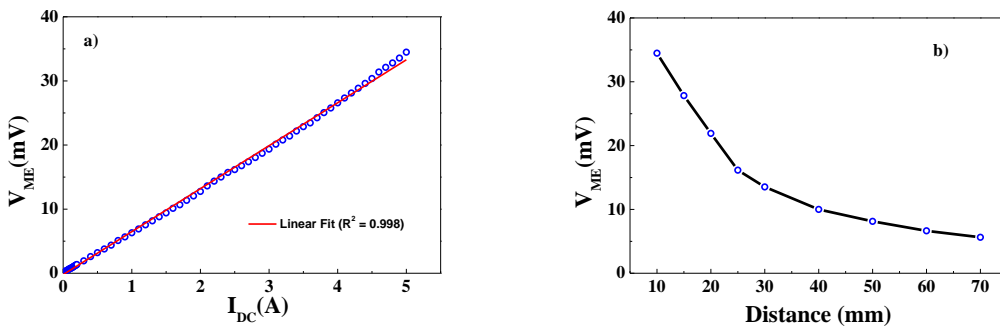 a)
V_ME(mV)
40
30
20
10
0
0 1 2 3 4 5
I_DC(A)
Linear Fit (R² = 0.998)
b)
V_ME(mV)
40
30
20
10
0
10 20 30 40 50 60 70
Distance (mm)